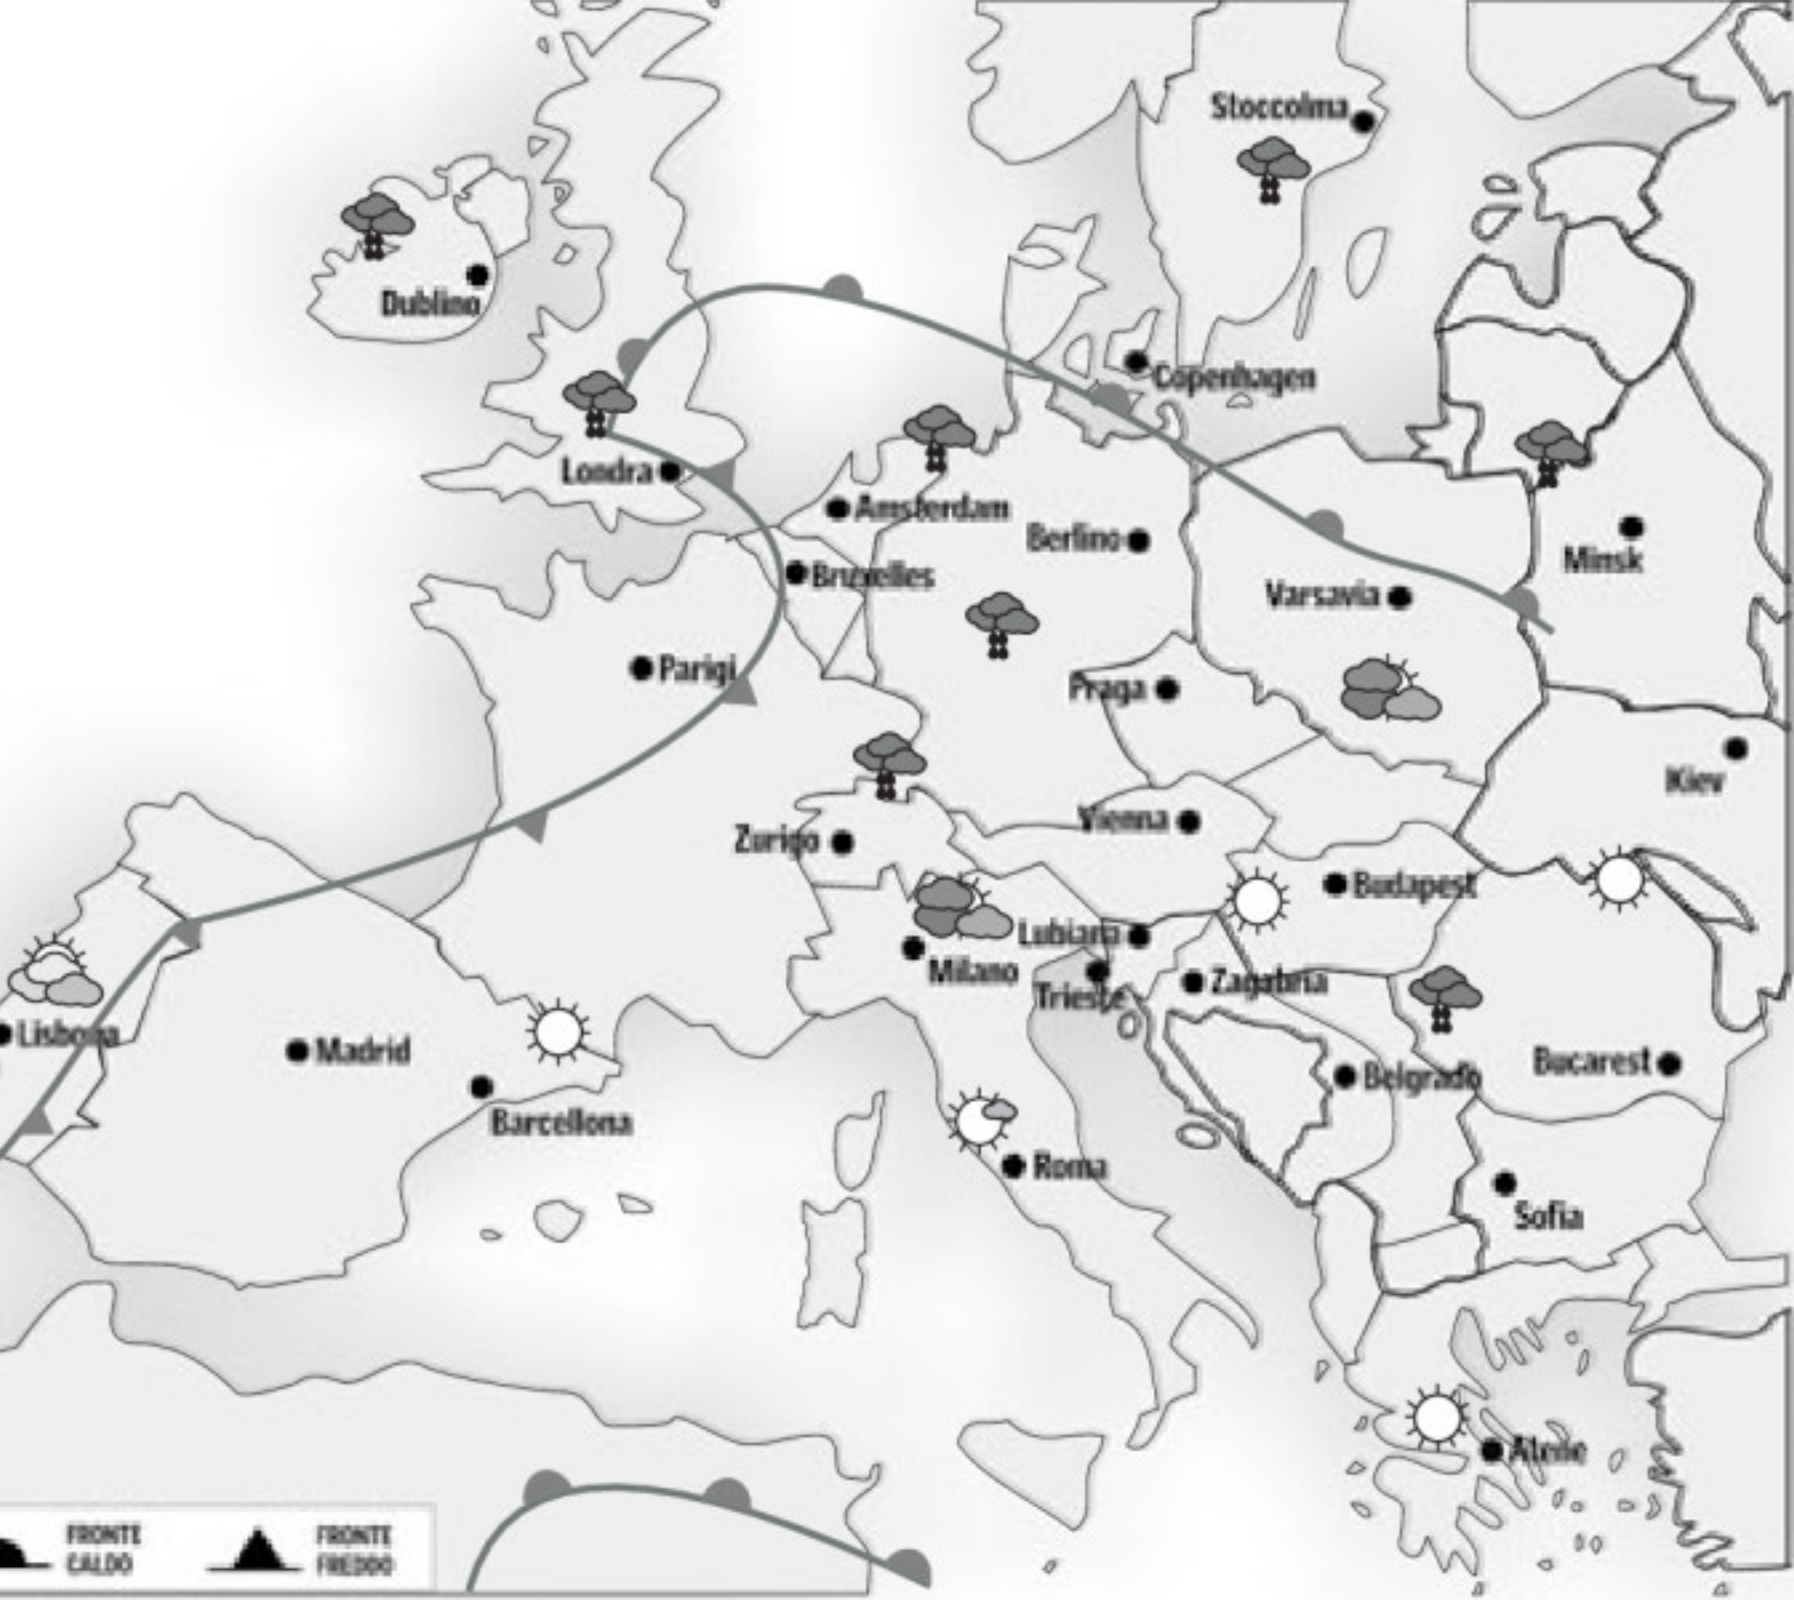 Stoccolma
Dublino
Copenhagen
Londra
Amsterdam
Berlino
Minsk
Bruxelles
Varsavia
Parigi
Praga
Kiev
Vienna
Zurigo
Budapest
Lubiana
Milano
Zagabria
Trieste
Lisbona
Madrid
Bucarest
Belgrado
Barcellona
Roma
Sofia
Atene
FRONTE
CALDO
FRONTE
FREDDO